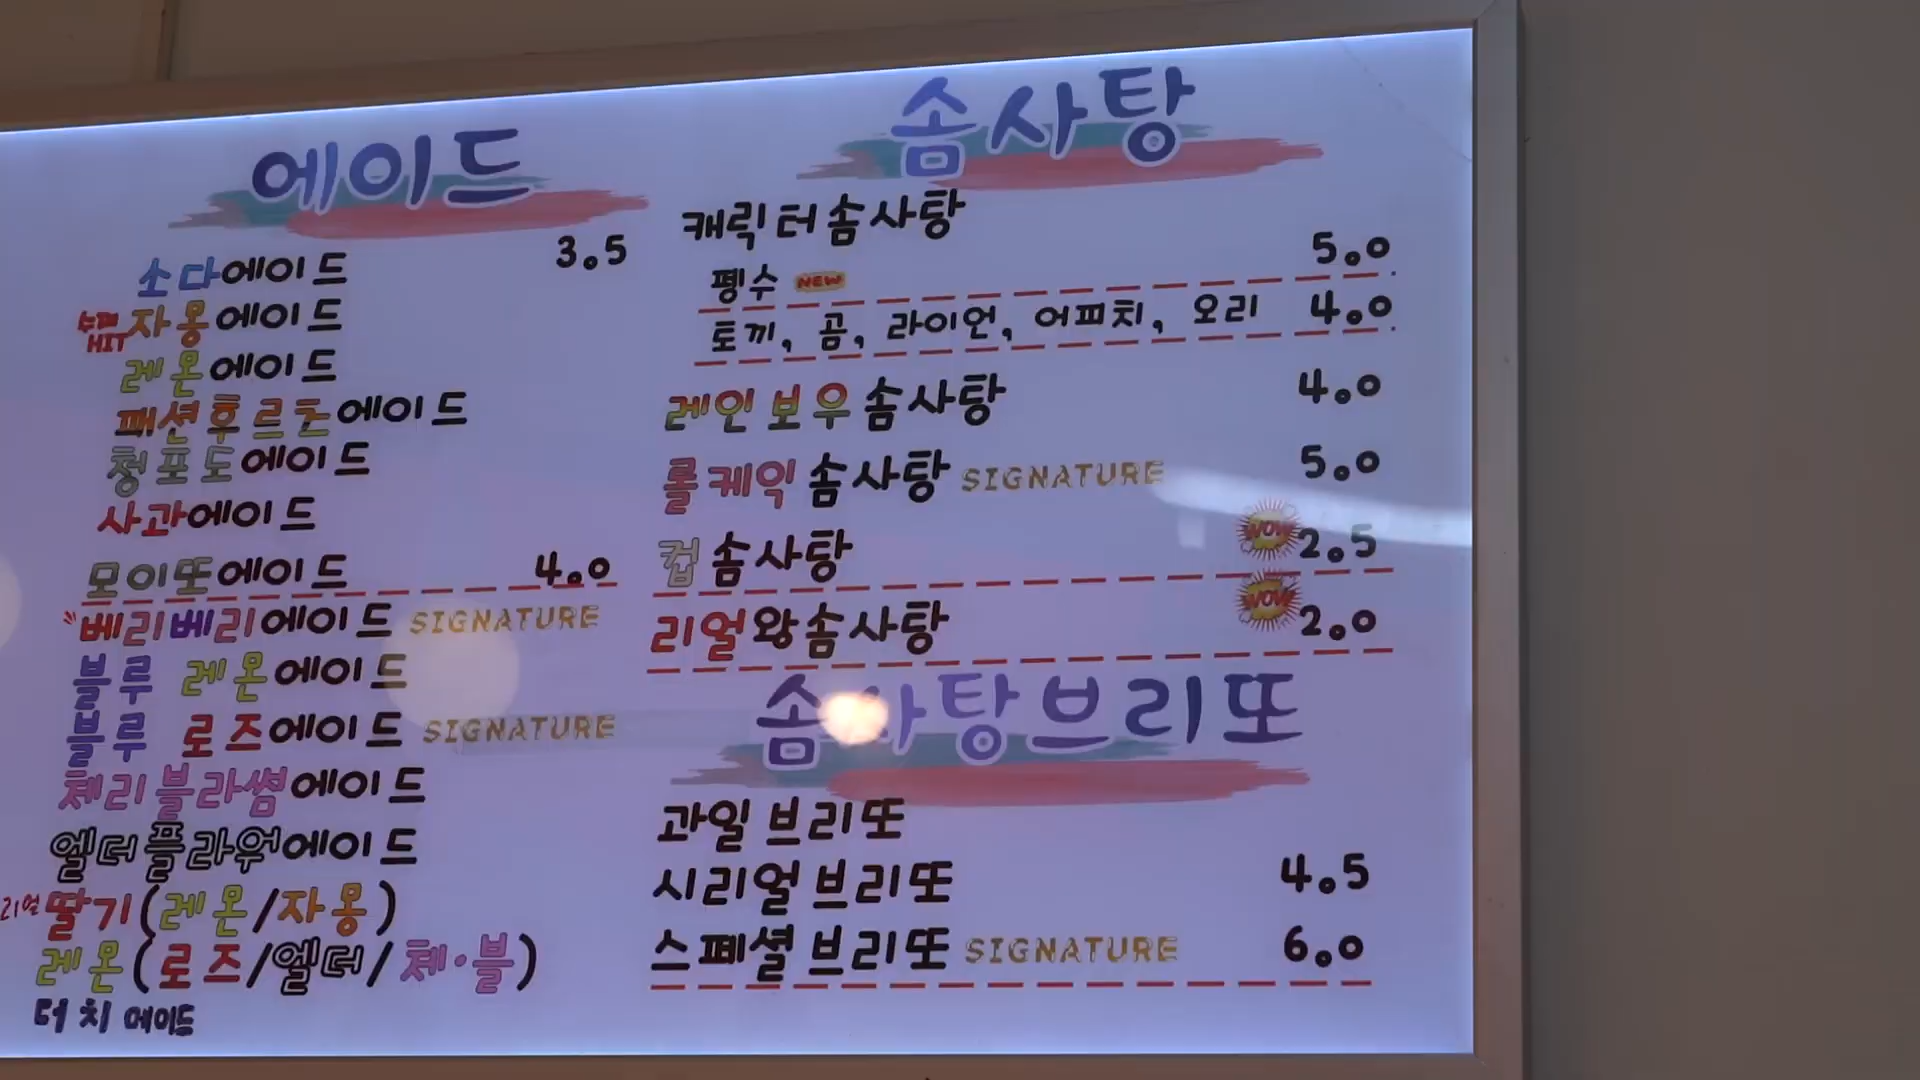 에이드
소다에이드 3.5
슈퍼 HIT 자몽에이드
레몬에이드
패션후르츠에이드
청포도에이드
사과에이드
모이또에이드 4.0
베리베리에이드 SIGNATURE
블루 레몬에이드
블루 로즈에이드 SIGNATURE
체리블라썸에이드
엘더플라워에이드
리얼 딸기(레몬/자몽)
레몬(로즈/엘더/체·블)
터치에이드
솜사탕
캐릭터솜사탕
펭수 NEW 5.0
토끼, 곰, 라이언, 어피치, 오리 4.0
레인보우솜사탕 4.0
롤케익솜사탕 SIGNATURE 5.0
컵솜사탕 WOW 2.5
리얼왕솜사탕 WOW 2.0
솜사탕브리또
과일 브리또
시리얼 브리또 4.5
스폐셜 브리또 SIGNATURE 6.0